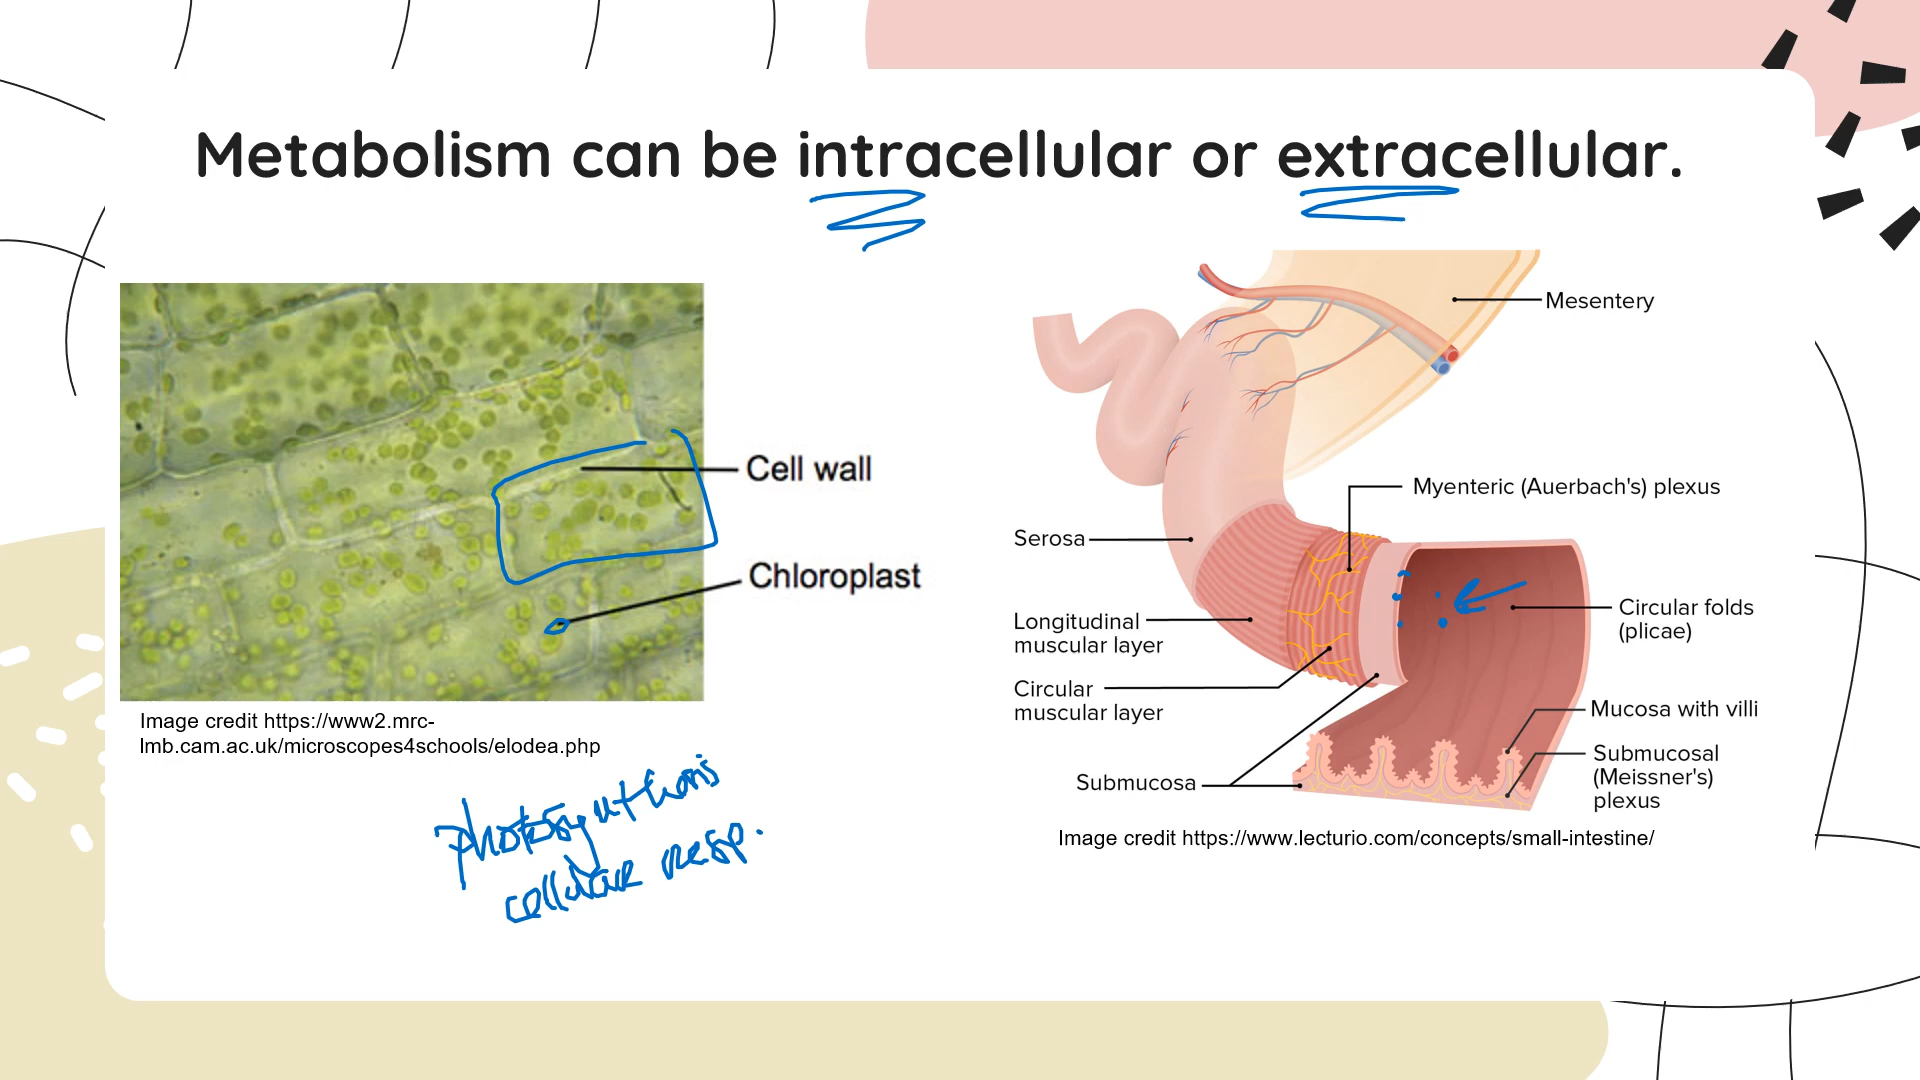 Metabolism can be intracellular or extracellular.
Cell wall
Chloroplast
Image credit https://www2.mrc-
lmb.cam.ac.uk/microscopes4schools/elodea.php
photosynthesis
cellular resp.
Mesentery
Myenteric (Auerbach's) plexus
Serosa
Longitudinal
muscular layer
Circular
muscular layer
Submucosa
Circular folds
(plicae)
Mucosa with villi
Submucosal
(Meissner's)
plexus
Image credit https://www.lecturio.com/concepts/small-intestine/